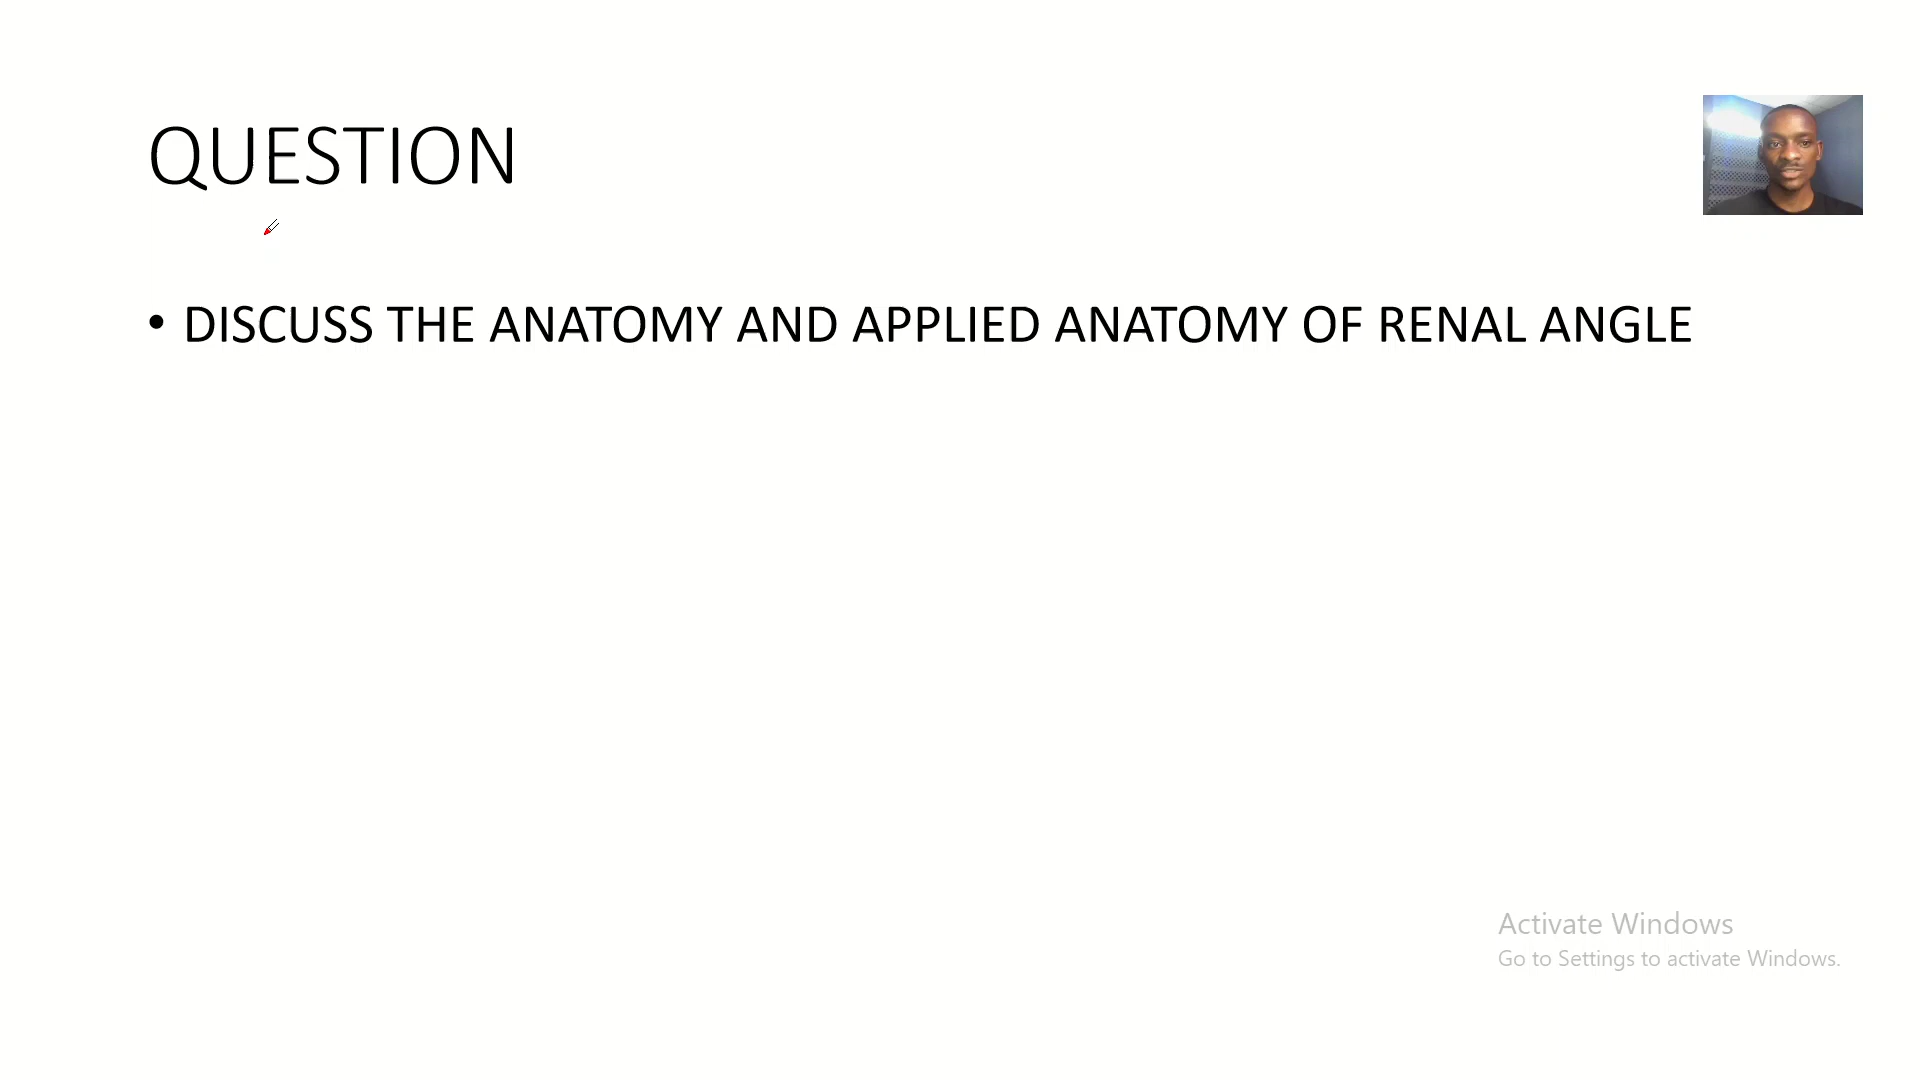 QUESTION
• DISCUSS THE ANATOMY AND APPLIED ANATOMY OF RENAL ANGLE
Activate Windows
Go to Settings to activate Windows.